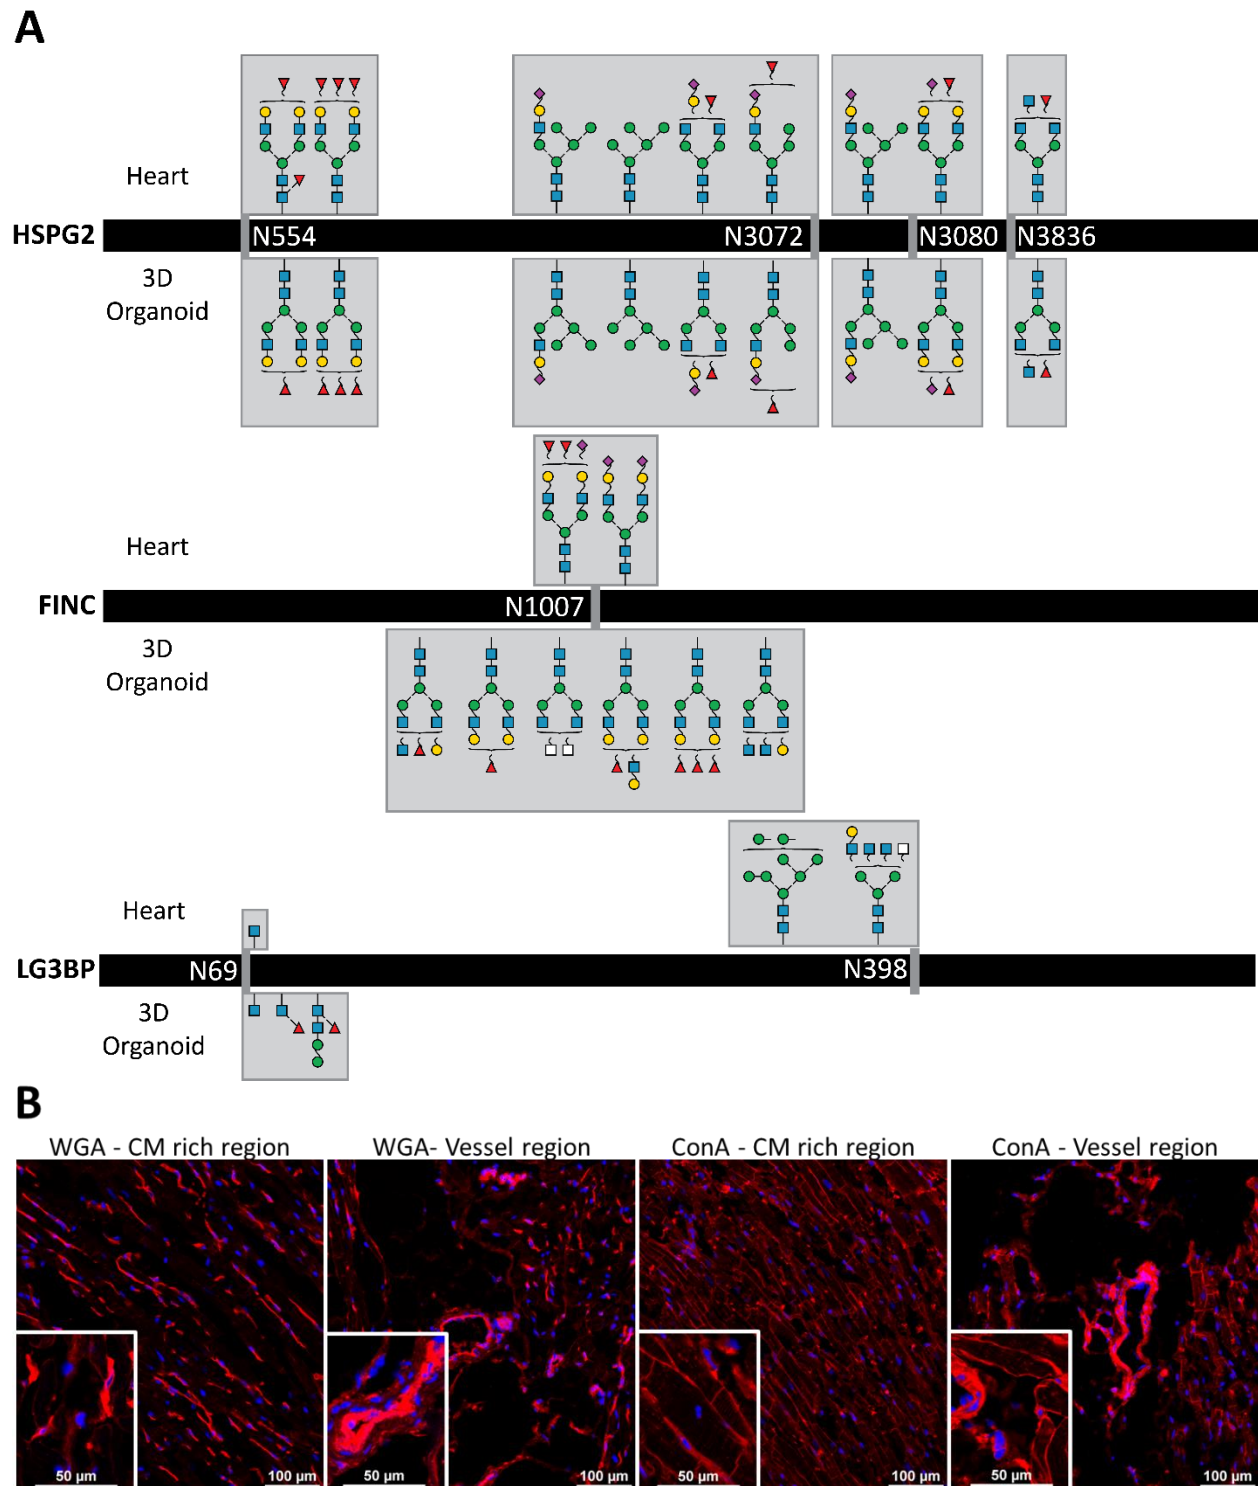 A
Heart
HSPG2
N554
N3072
N3080
N3836
3D
Organoid
Heart
FINC
N1007
3D
Organoid
Heart
LG3BP
N69
N398
3D
Organoid
B
WGA - CM rich region
WGA- Vessel region
ConA - CM rich region
ConA - Vessel region
50 µm
100 µm
50 µm
100 µm
50 µm
100 µm
50 µm
100 µm